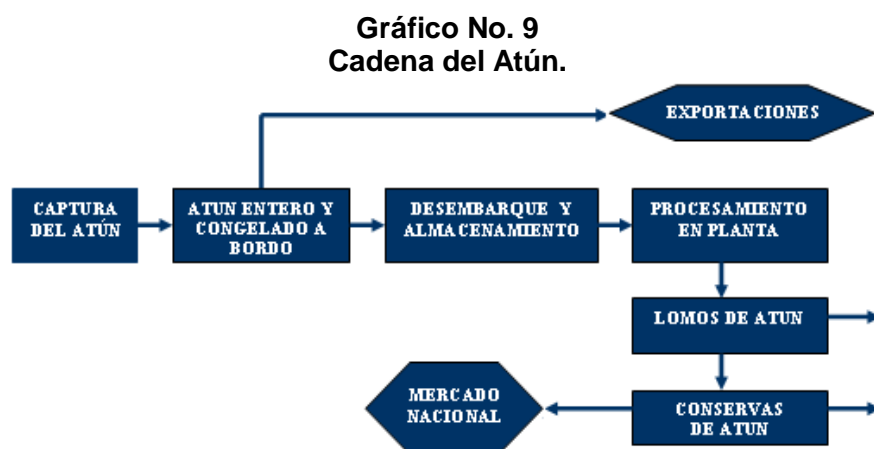 Gráfico No. 9
Cadena del Atún.
EXPORTACIONES
CAPTURA
DEL ATÚN
ATUN ENTERO Y
CONGELADO A
BORDO
DESEMBARQUE Y
ALMACENAMIENTO
PROCESAMIENTO
EN PLANTA
LOMOS DE ATUN
MERCADO
NACIONAL
CONSERVAS
DE ATUN